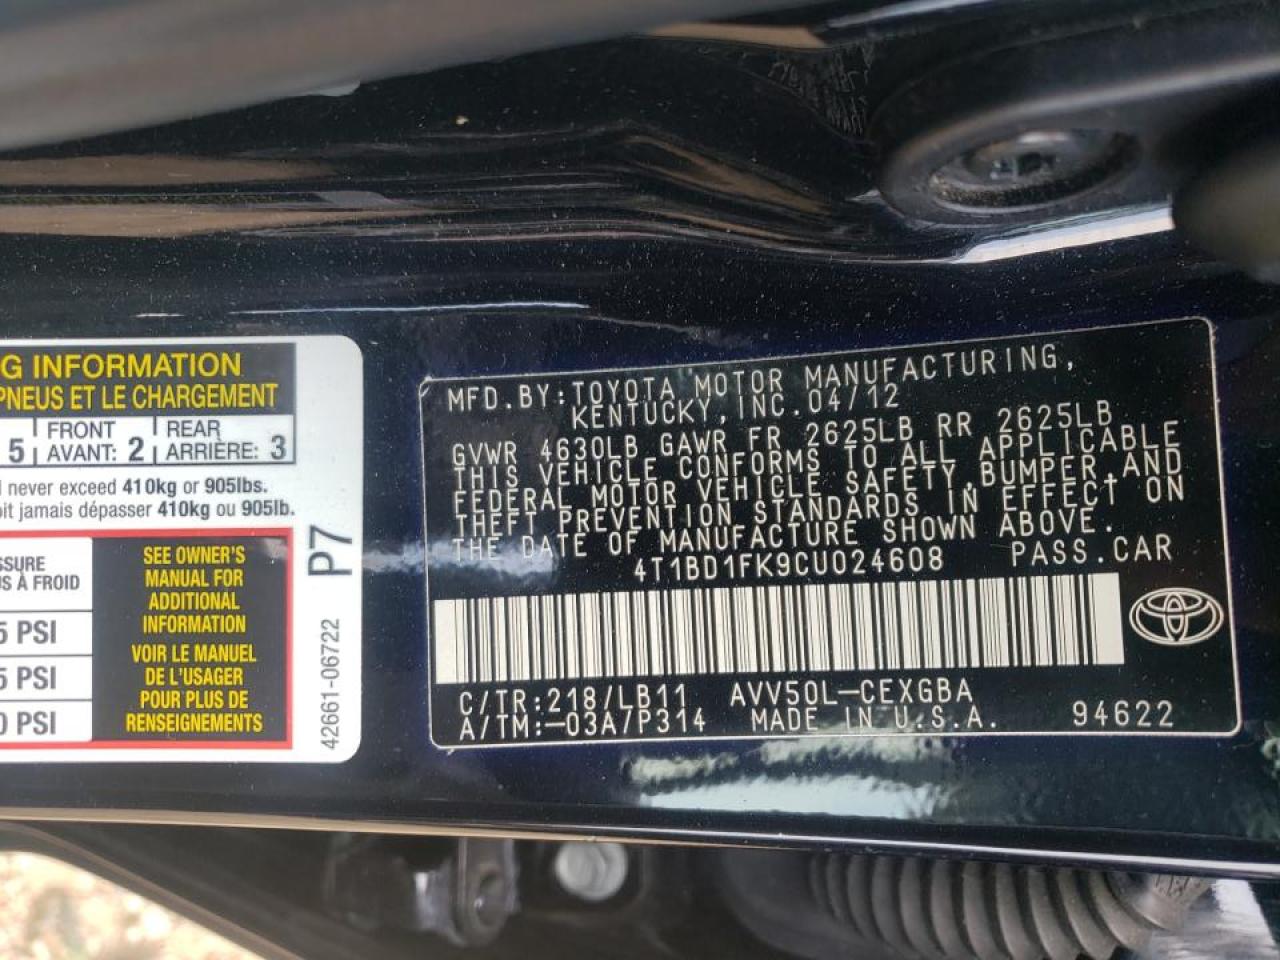 G INFORMATION
PNEUS ET LE CHARGEMENT
5 FRONT AVANT: 2 REAR ARRIÈRE: 3
never exceed 410kg or 905lbs.
oit jamais dépasser 410kg ou 905lb.
SSURE
S À FROID
5 PSI
5 PSI
0 PSI
SEE OWNER'S
MANUAL FOR
ADDITIONAL
INFORMATION
VOIR LE MANUEL
DE L'USAGER
POUR PLUS DE
RENSEIGNEMENTS
P7
42661-06722
MFD.BY:TOYOTA MOTOR MANUFACTURING,
KENTUCKY,INC.04/12
GVWR 4630LB GAWR FR 2625LB RR 2625LB
THIS VEHICLE CONFORMS TO ALL APPLICABLE
FEDERAL MOTOR VEHICLE SAFETY,BUMPER,AND
THEFT PREVENTION STANDARDS IN EFFECT ON
THE DATE OF MANUFACTURE SHOWN ABOVE.
4T1BD1FK9CU024608 PASS.CAR
C/TR:218/LB11 AVV50L-CEXGBA
A/TM:-03A/P314 MADE IN U.S.A. 94622